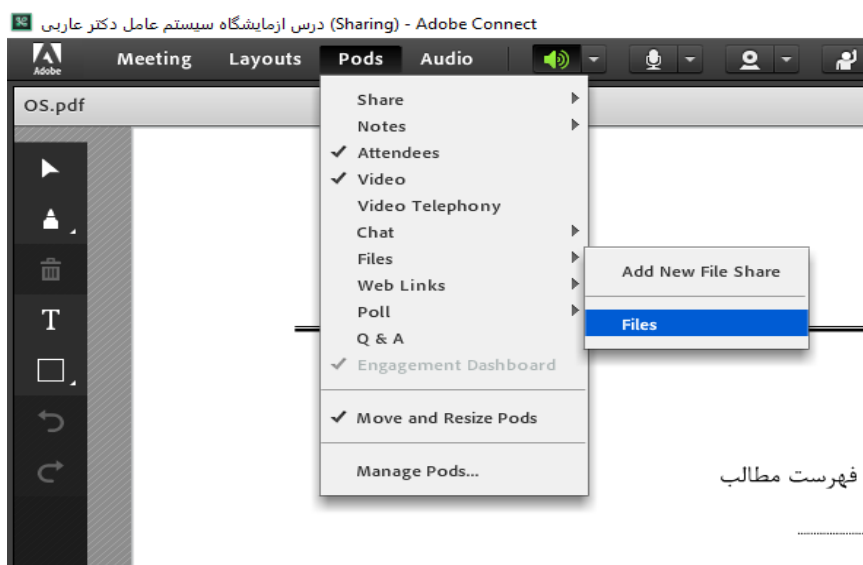 درس ازمایشگاه سیستم عامل دکتر عاربی (Sharing) - Adobe Connect
Adobe
Meeting Layouts Pods Audio
OS.pdf
Share
Notes
Attendees
Video
Video Telephony
Chat
Files
Web Links
Poll
Q & A
Engagement Dashboard
Move and Resize Pods
Manage Pods...
Add New File Share
Files
T
فهرست مطالب